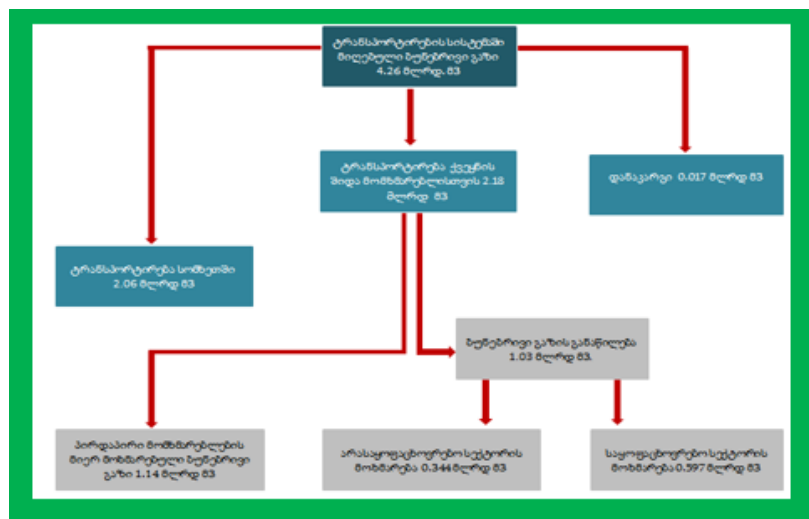 ტრანსპორტირების სისტემაში
მიღებული ბუნებრივი გაზი
4.26 მლრდ. მ3
ტრანსპორტირება ქვეყნის
შიდა მომხმარებლისთვის 2.18
მლრდ მ3
დანაკარგი 0.017 მლრდ მ3
ტრანსპორტირება სომხეთში
2.06 მლრდ მ3
ბუნებრივი გაზის განაწილება
1.03 მლრდ მ3.
პირდაპირი მომხმარებლების
მიერ მოხმარებული ბუნებრივი
გაზი 1.14 მლრდ მ3
არასაყოფაცხოვრებო სექტორის
მოხმარება 0.344 მლრდ მ3
საყოფაცხოვრებო სექტორის
მოხმარება 0.597 მლრდ მ3